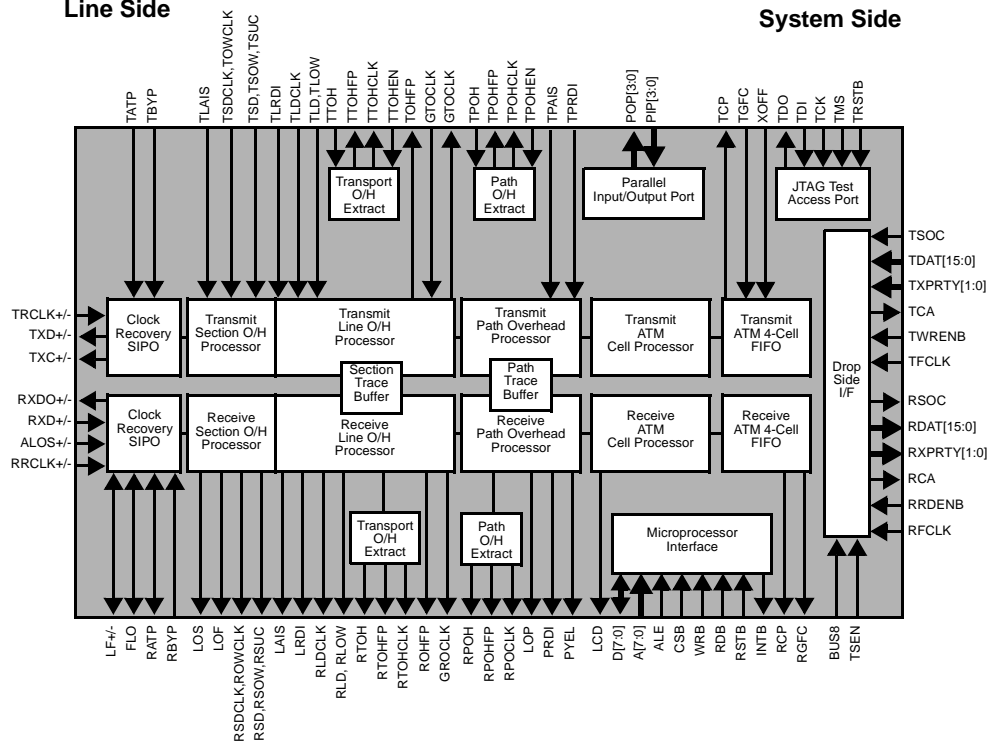 Line Side
System Side
TATP
TBYP
TLAIS
TSDCLK,TOWCLK
TSD,TSOW,TSUC
TLRDI
TLDCLK
TLD,TLOW
TTOH
TTOHFP
TTOHCLK
TTOHEN
TOHFP
GTOCLK
GTOCLK
TPOH
TPOHFP
TPOHCLK
TPOHEN
TPAIS
TPRDI
POP[3:0]
PIP[3:0]
TCP
TGFC
XOFF
TDO
TDI
TCK
TMS
TRSTB
Transport
O/H
Extract
Path
O/H
Extract
Parallel
Input/Output Port
JTAG Test
Access Port
TRCLK+/-
TXD+/-
TXC+/-
RXDO+/-
RXD+/-
ALOS+/-
RRCLK+/-
Clock
Recovery
SIPO
Transmit
Section O/H
Processor
Transmit
Line O/H
Processor
Transmit
Path Overhead
Processor
Transmit
ATM
Cell Processor
Transmit
ATM 4-Cell
FIFO
Section
Trace
Buffer
Path
Trace
Buffer
Clock
Recovery
SIPO
Receive
Section O/H
Processor
Receive
Line O/H
Processor
Receive
Path Overhead
Processor
Receive
ATM
Cell Processor
Receive
ATM 4-Cell
FIFO
Drop
Side
I/F
TSOC
TDAT[15:0]
TXPRTY[1:0]
TCA
TWRENB
TFCLK
RSOC
RDAT[15:0]
RXPRTY[1:0]
RCA
RRDENB
RFCLK
Transport
O/H
Extract
Path
O/H
Extract
Microprocessor
Interface
LF+/-
FLO
RATP
RBYP
LOS
LOF
RSDCLK,ROWCLK
RSD,RSOW,RSUC
LAIS
LRDI
RLDCLK
RLD, RLOW
RTOH
RTOHFP
RTOHCLK
ROHFP
GROCLK
RPOH
RPOHFP
RPOCLK
LOP
PRDI
PYEL
LCD
D[7:0]
A[7:0]
ALE
CSB
WRB
RDB
RSTB
INTB
RCP
RGFC
BUS8
TSEN